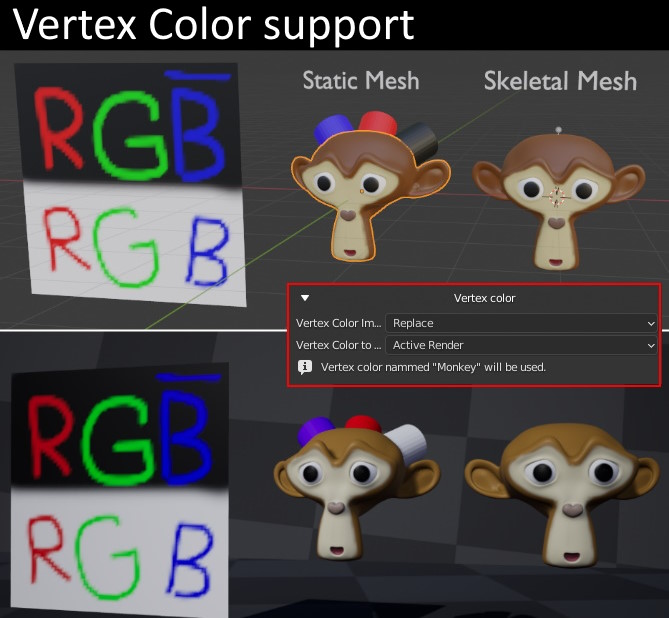 Vertex Color support
Static Mesh
Skeletal Mesh
RGB
RGB
Vertex color
Vertex Color Im... Replace
Vertex Color to ... Active Render
Vertex color nammed "Monkey" will be used.
RGB
RGB